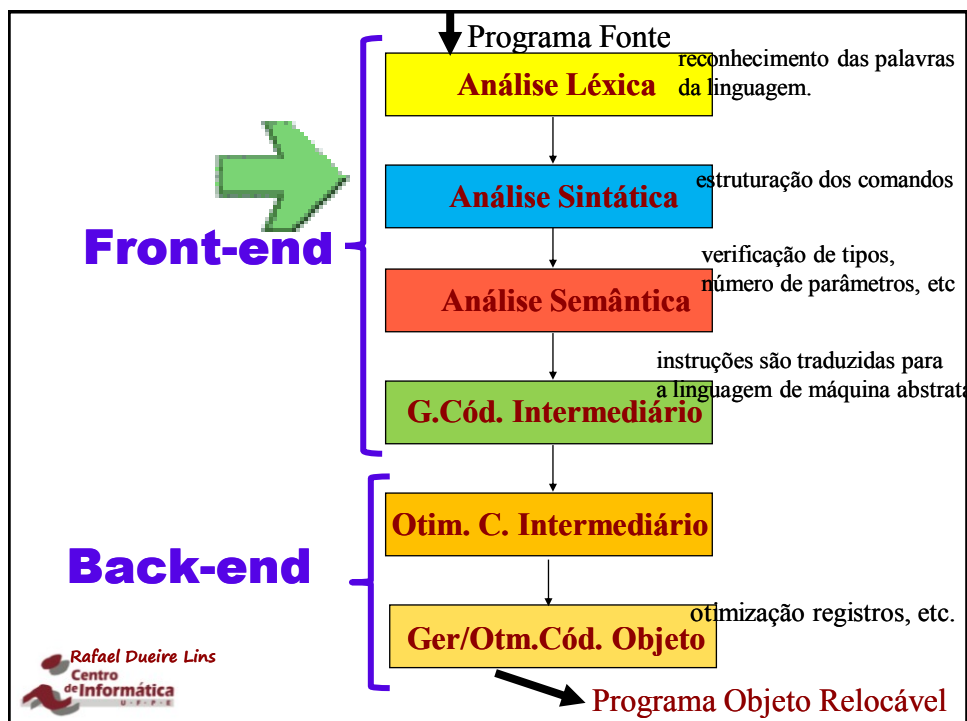 Programa Fonte
Análise Léxica
reconhecimento das palavras
da linguagem.
Análise Sintática
estruturação dos comandos
Front-end
Análise Semântica
verificação de tipos,
número de parâmetros, etc
G.Cód. Intermediário
instruções são traduzidas para
a linguagem de máquina abstrata
Otim. C. Intermediário
Back-end
Ger/Otm.Cód. Objeto
otimização registros, etc.
Rafael Dueire Lins
Centro
de Informática
U · F · P · E
Programa Objeto Relocável